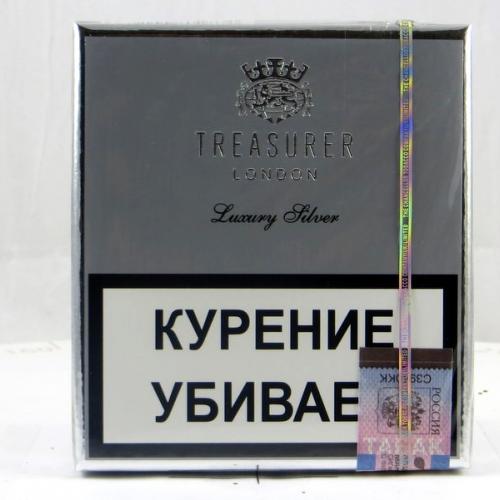 TREASURER
LONDON
Luxury Silver
КУРЕНИЕ
УБИВАЕ
РОССИЯ
ТАБАК